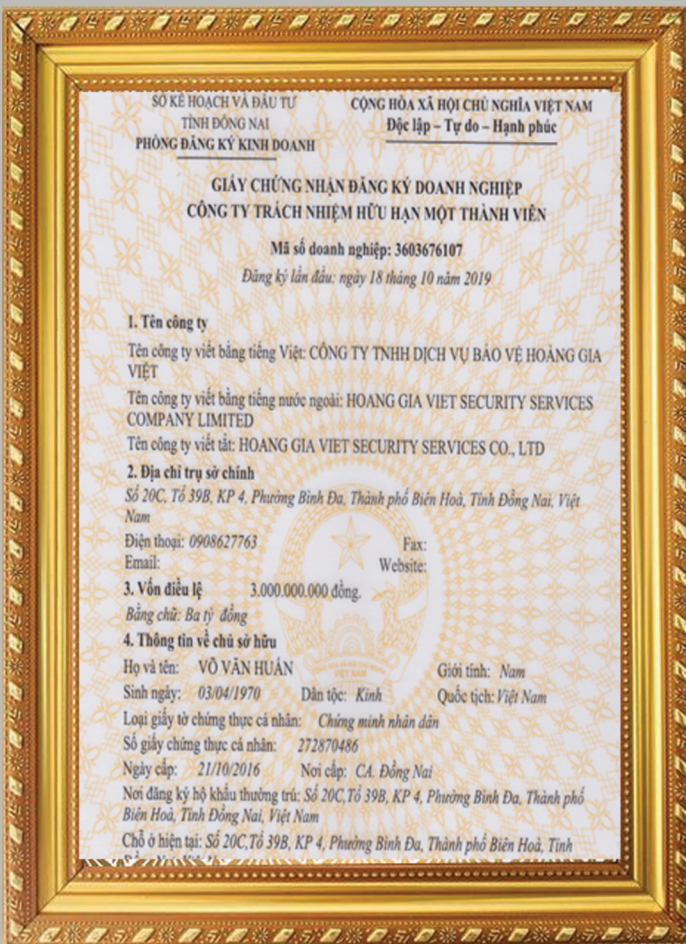 SỞ KẾ HOẠCH VÀ ĐẦU TƯ
TỈNH ĐỒNG NAI
PHÒNG ĐĂNG KÝ KINH DOANH
CỘNG HÒA XÃ HỘI CHỦ NGHĨA VIỆT NAM
Độc lập – Tự do – Hạnh phúc
GIẤY CHỨNG NHẬN ĐĂNG KÝ DOANH NGHIỆP
CÔNG TY TRÁCH NHIỆM HỮU HẠN MỘT THÀNH VIÊN
Mã số doanh nghiệp: 3603676107
Đăng ký lần đầu: ngày 18 tháng 10 năm 2019
1. Tên công ty
Tên công ty viết bằng tiếng Việt: CÔNG TY TNHH DỊCH VỤ BẢO VỆ HOÀNG GIA
VIỆT
Tên công ty viết bằng tiếng nước ngoài: HOANG GIA VIET SECURITY SERVICES
COMPANY LIMITED
Tên công ty viết tắt: HOANG GIA VIET SECURITY SERVICES CO., LTD
2. Địa chỉ trụ sở chính
Số 20C, Tổ 39B, KP 4, Phường Bình Đa, Thành phố Biên Hoà, Tỉnh Đồng Nai, Việt
Nam
Điện thoại: 0908627763 Fax:
Email: Website:
3. Vốn điều lệ 3.000.000.000 đồng.
Bằng chữ: Ba tỷ đồng
4. Thông tin về chủ sở hữu
Họ và tên: VÕ VĂN HUẤN Giới tính: Nam
Sinh ngày: 03/04/1970 Dân tộc: Kinh Quốc tịch: Việt Nam
Loại giấy tờ chứng thực cá nhân: Chứng minh nhân dân
Số giấy chứng thực cá nhân: 272870486
Ngày cấp: 21/10/2016 Nơi cấp: CA. Đồng Nai
Nơi đăng ký hộ khẩu thường trú: Số 20C,Tổ 39B, KP 4, Phường Bình Đa, Thành phố
Biên Hoà, Tỉnh Đồng Nai, Việt Nam
Chỗ ở hiện tại: Số 20C,Tổ 39B, KP 4, Phường Bình Đa, Thành phố Biên Hoà, Tỉnh